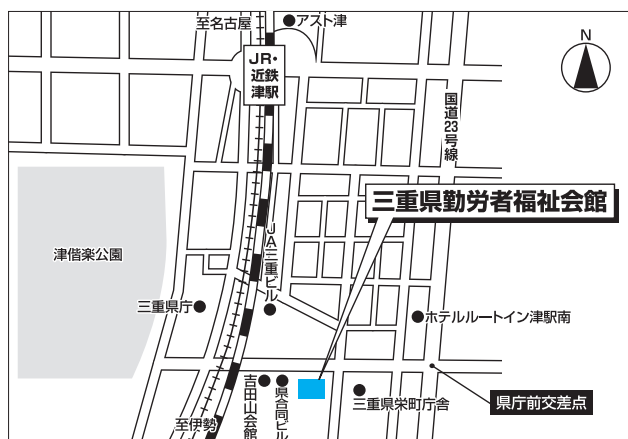 至名古屋
アスト津
N
JR・
近鉄
津駅
国道23号線
三重県勤労者福祉会館
津偕楽公園
JA三重ビル
三重県庁
ホテルルートイン津駅南
吉田山会館
県合同ビル
三重県栄町庁舎
県庁前交差点
至伊勢